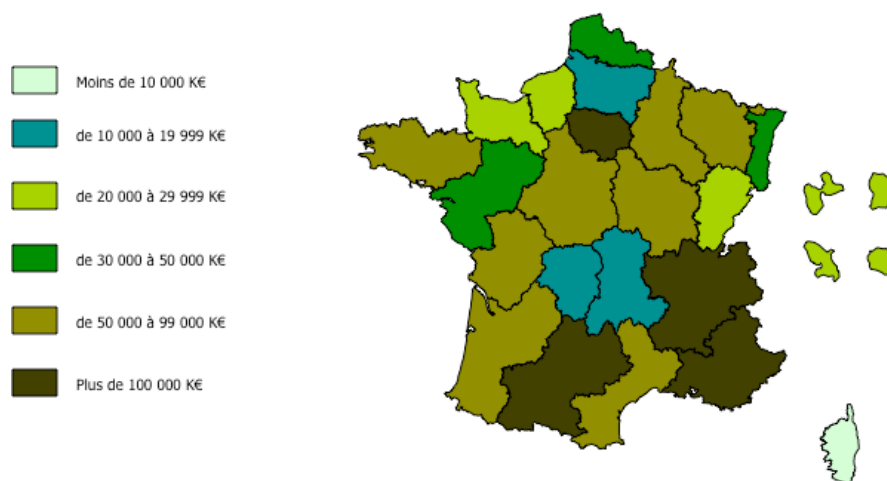 Moins de 10 000 K€
de 10 000 à 19 999 K€
de 20 000 à 29 999 K€
de 30 000 à 50 000 K€
de 50 000 à 99 000 K€
Plus de 100 000 K€